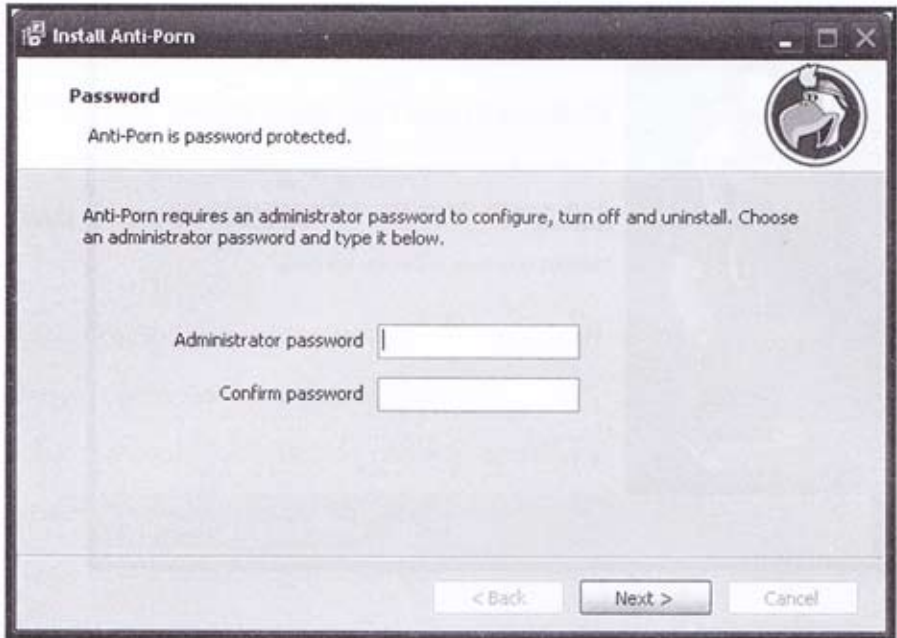 Install Anti-Porn
Password
Anti-Porn is password protected.
Anti-Porn requires an administrator password to configure, turn off and uninstall. Choose
an administrator password and type it below.
Administrator password
Confirm password
< Back
Next >
Cancel